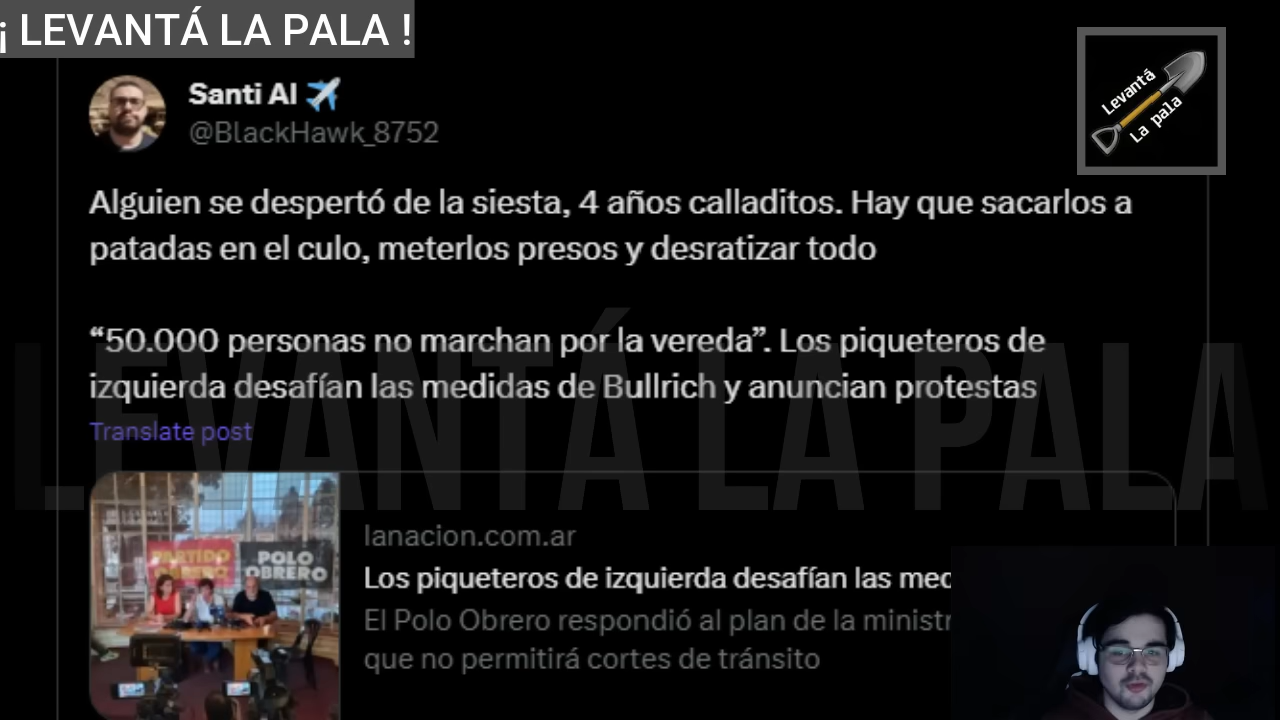 ¡ LEVANTÁ LA PALA !
Levantá
La pala
Santi Al ✈️
@BlackHawk_8752
Alguien se despertó de la siesta, 4 años calladitos. Hay que sacarlos a
patadas en el culo, meterlos presos y desratizar todo
“50.000 personas no marchan por la vereda”. Los piqueteros de
izquierda desafían las medidas de Bullrich y anuncian protestas
Translate post
LEVANTÁ LA PALA
lanacion.com.ar
PARTIDO
OBRERO
POLO
OBRERO
Los piqueteros de izquierda desafían las med
El Polo Obrero respondió al plan de la ministr
que no permitirá cortes de tránsito